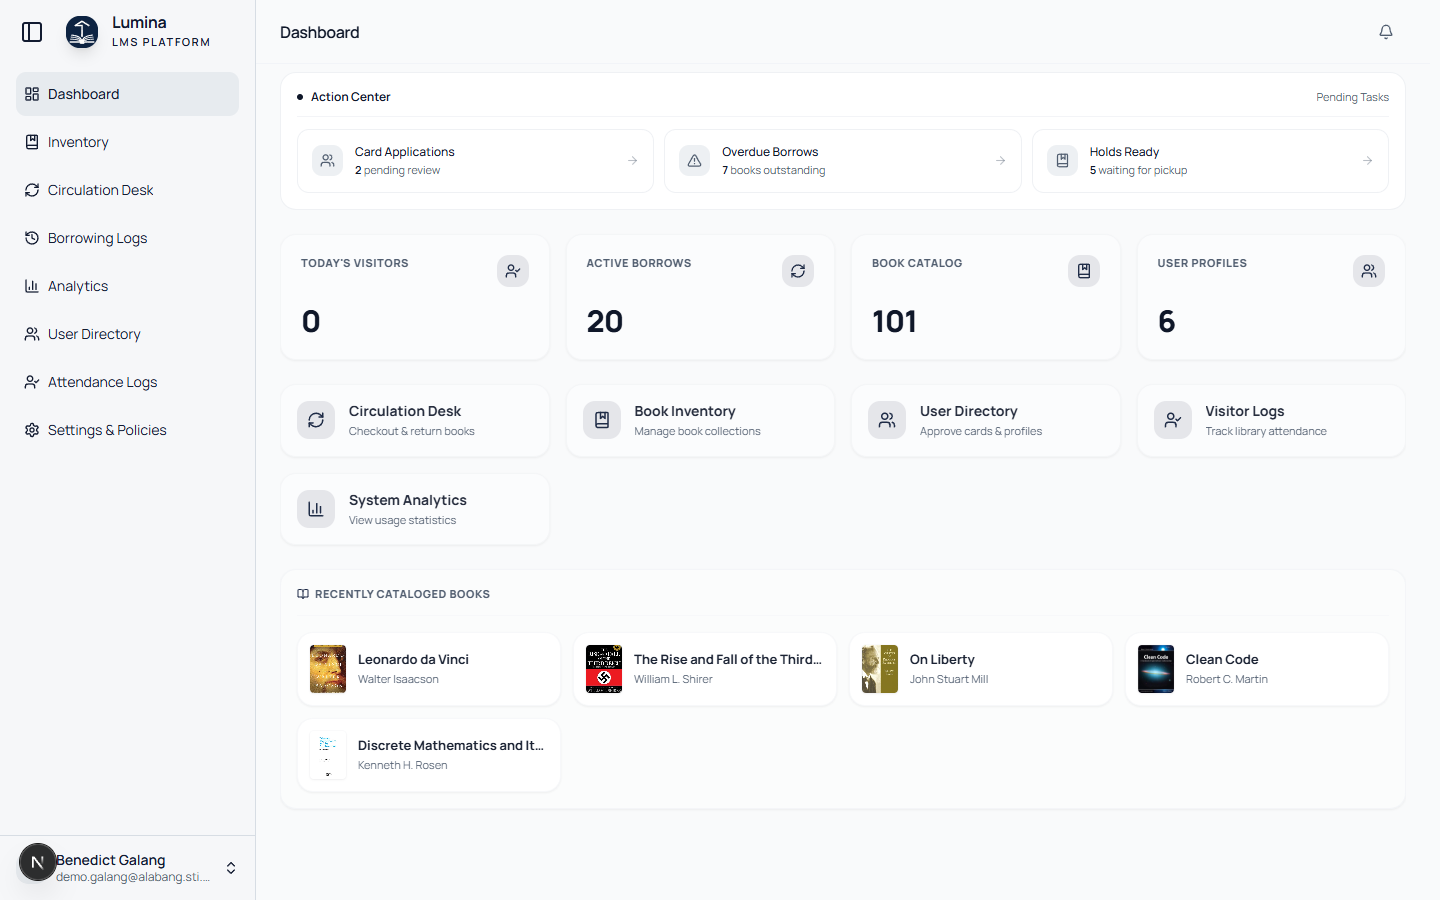 Lumina
LMS PLATFORM
Dashboard
Inventory
Circulation Desk
Borrowing Logs
Analytics
User Directory
Attendance Logs
Settings & Policies
N
Benedict Galang
demo.galang@alabang.sti....
Dashboard
Action Center
Pending Tasks
Card Applications
2 pending review
Overdue Borrows
7 books outstanding
Holds Ready
5 waiting for pickup
TODAY'S VISITORS
0
ACTIVE BORROWS
20
BOOK CATALOG
101
USER PROFILES
6
Circulation Desk
Checkout & return books
Book Inventory
Manage book collections
User Directory
Approve cards & profiles
Visitor Logs
Track library attendance
System Analytics
View usage statistics
RECENTLY CATALOGED BOOKS
Leonardo da Vinci
Walter Isaacson
The Rise and Fall of the Third...
William L. Shirer
On Liberty
John Stuart Mill
Clean Code
Clean Code
Robert C. Martin
Discrete Mathematics and It...
Kenneth H. Rosen